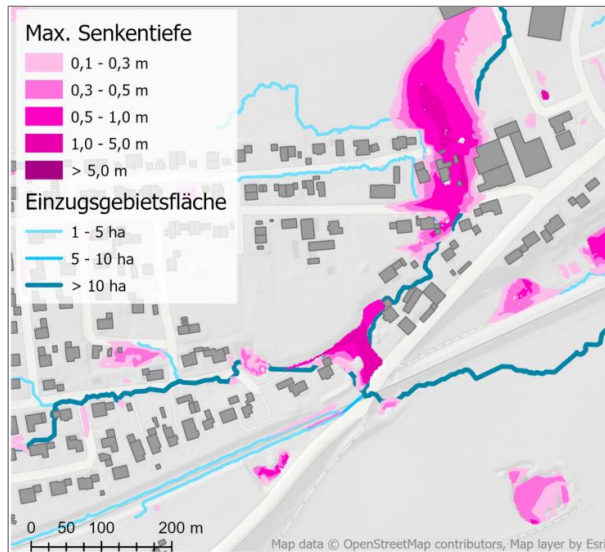 Max. Senkentiefe
0,1 - 0,3 m
0,3 - 0,5 m
0,5 - 1,0 m
1,0 - 5,0 m
> 5,0 m
Einzugsgebietsfläche
1 - 5 ha
5 - 10 ha
> 10 ha
0 50 100 200 m
Map data © OpenStreetMap contributors, Map layer by Esri